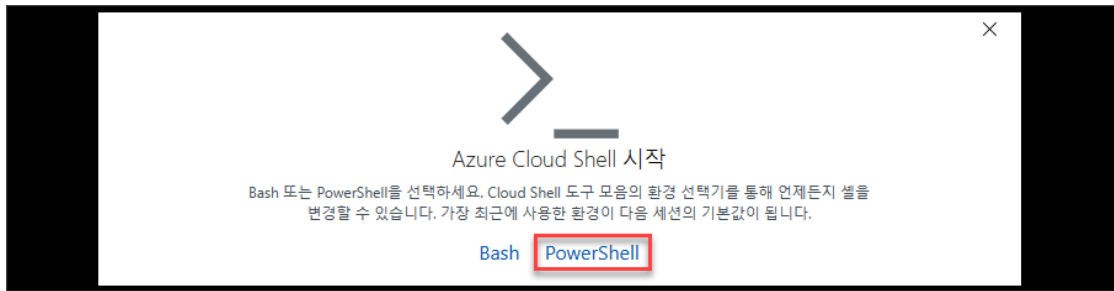 Azure Cloud Shell 시작
Bash 또는 PowerShell을 선택하세요. Cloud Shell 도구 모음의 환경 선택기를 통해 언제든지 셸을
변경할 수 있습니다. 가장 최근에 사용한 환경이 다음 세션의 기본값이 됩니다.
Bash PowerShell